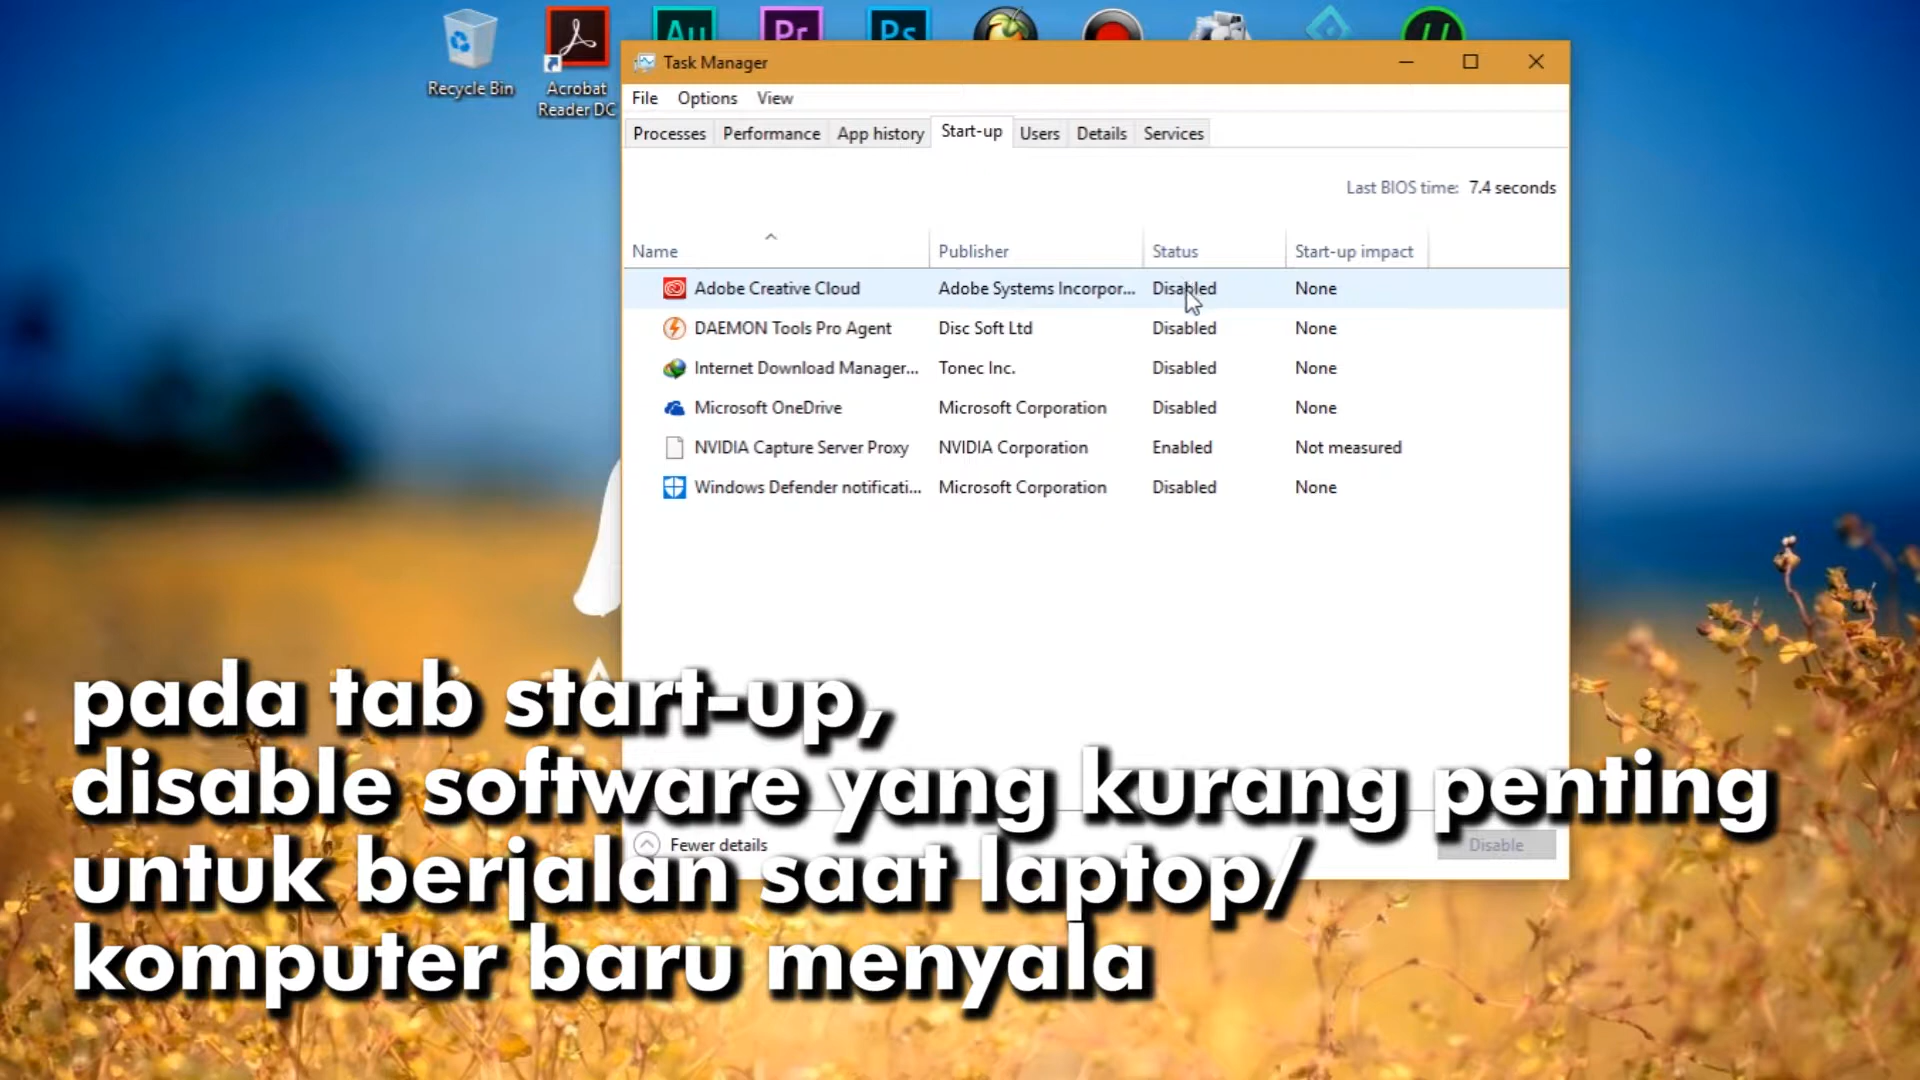 Au
Pr
Ps
Recycle Bin
Acrobat
Reader DC
Task Manager
File Options View
Processes Performance App history Start-up Users Details Services
Last BIOS time: 7.4 seconds
Name Publisher Status Start-up impact
Adobe Creative Cloud Adobe Systems Incorpor... Disabled None
DAEMON Tools Pro Agent Disc Soft Ltd Disabled None
Internet Download Manager... Tonec Inc. Disabled None
Microsoft OneDrive Microsoft Corporation Disabled None
NVIDIA Capture Server Proxy NVIDIA Corporation Enabled Not measured
Windows Defender notificati... Microsoft Corporation Disabled None
Fewer details Disable
pada tab start-up,
disable software yang kurang penting
untuk berjalan saat laptop/
komputer baru menyala